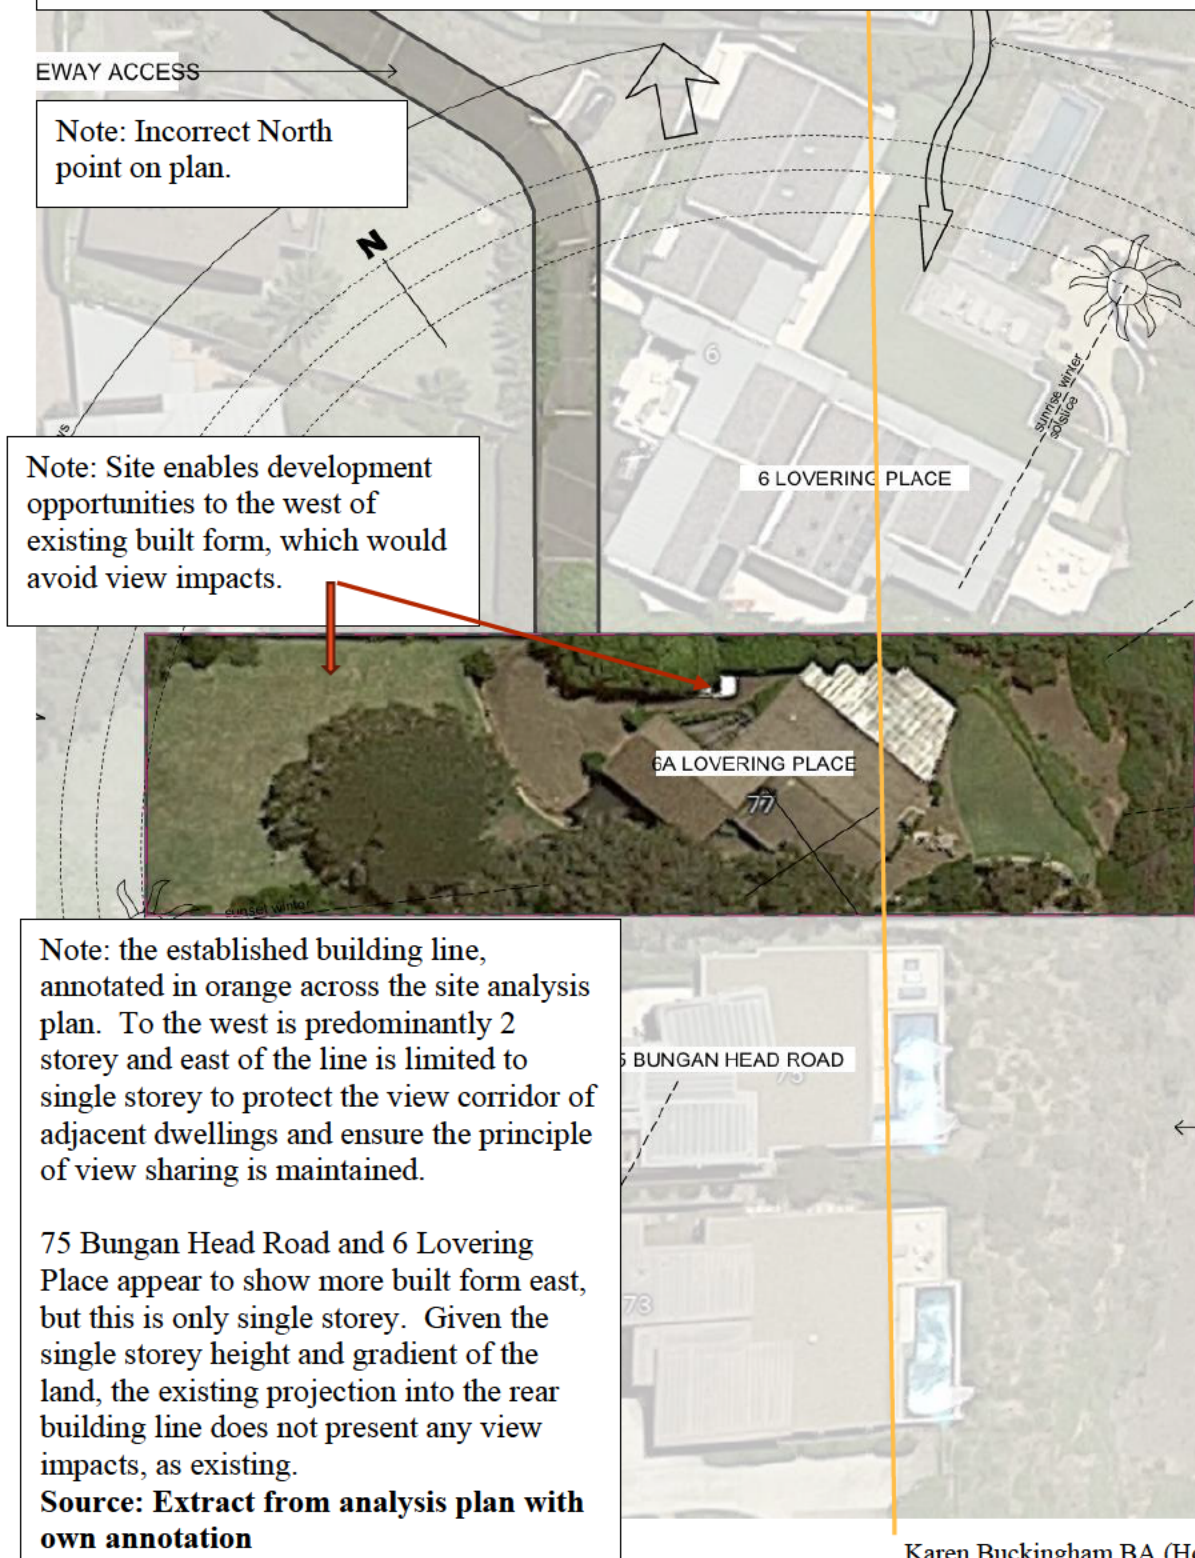 EWAY ACCESS
Note: Incorrect North
point on plan.
N
6
sunrise winter
solstice
ws
Note: Site enables development
opportunities to the west of
existing built form, which would
avoid view impacts.
6 LOVERING PLACE
6A LOVERING PLACE
77
sunset winter
Note: the established building line,
annotated in orange across the site analysis
plan. To the west is predominantly 2
storey and east of the line is limited to
single storey to protect the view corridor of
adjacent dwellings and ensure the principle
of view sharing is maintained.
75 Bungan Head Road and 6 Lovering
Place appear to show more built form east,
but this is only single storey. Given the
single storey height and gradient of the
land, the existing projection into the rear
building line does not present any view
impacts, as existing.
Source: Extract from analysis plan with
own annotation
5 BUNGAN HEAD ROAD
75
73
Karen Buckingham BA (Ho